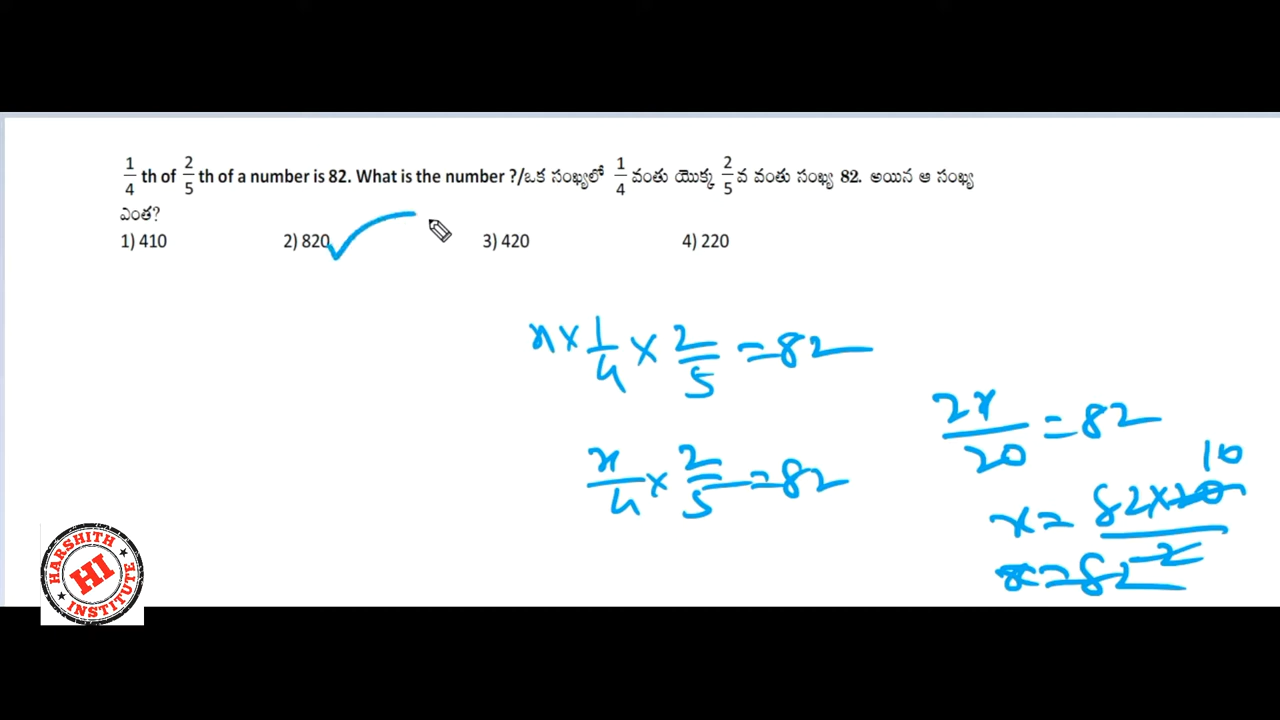 1/4 th of 2/5 th of a number is 82. What is the number ?/ఒక సంఖ్యలో 1/4 వంతు యొక్క 2/5 వ వంతు సంఖ్య 82. అయిన ఆ సంఖ్య
ఎంత?
1) 410 2) 820 3) 420 4) 220
x × 1/4 × 2/5 = 82
x/4 × 2/5 = 82
2x/20 = 82
10
x = 82×20/2
x = 82
HARSHITH
HI
INSTITUTE